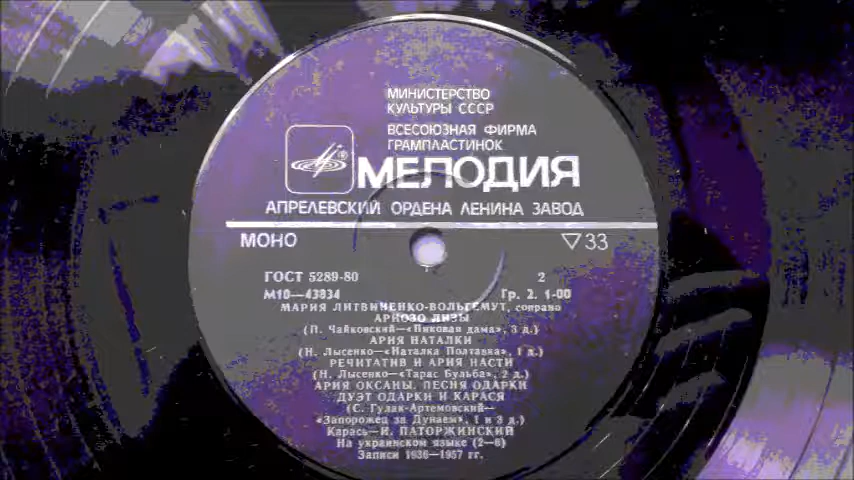 МИНИСТЕРСТВО
КУЛЬТУРЫ СССР
ВСЕСОЮЗНАЯ ФИРМА
ГРАМПЛАСТИНОК
МЕЛОДИЯ
АПРЕЛЕВСКИЙ ОРДЕНА ЛЕНИНА ЗАВОД
МОНО ▽33
ГОСТ 5289-80 2
М10—43834 Гр. 2. 1-00
МАРИЯ ЛИТВИНЕНКО-ВОЛЬГЕМУТ, сопрано
АРИОЗО ЛИЗЫ
(П. Чайковский—«Пиковая дама», 3 д.)
АРИЯ НАТАЛКИ
(Н. Лысенко—«Наталка Полтавка», 1 д.)
РЕЧИТАТИВ И АРИЯ НАСТИ
(Н. Лысенко—«Тарас Бульба», 2 д.)
АРИЯ ОКСАНЫ, ПЕСНЯ ОДАРКИ
ДУЭТ ОДАРКИ И КАРАСЯ
(С. Гулак-Артемовский—
«Запорожец за Дунаем», 1 и 3 д.)
Карась—И. ПАТОРЖИНСКИЙ
На украинском языке (2—6)
Записи 1936—1957 гг.